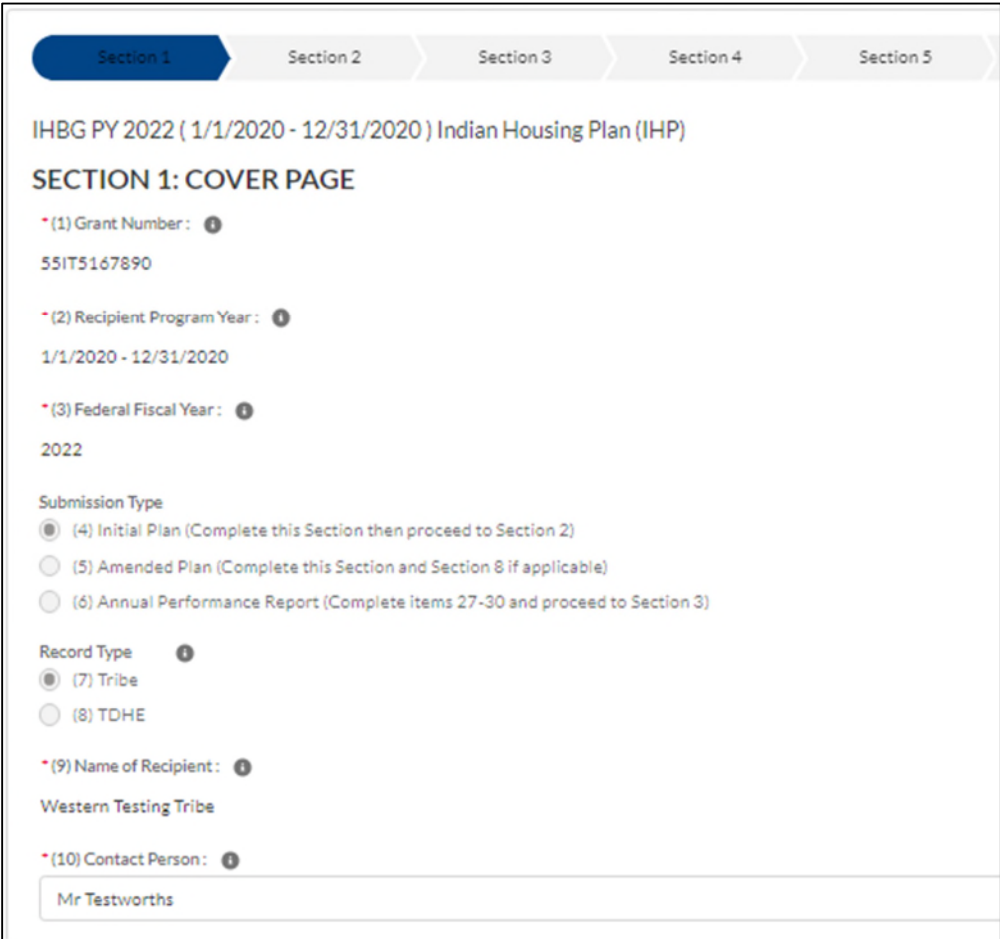 Section 1 Section 2 Section 3 Section 4 Section 5
IHBG PY 2022 ( 1/1/2020 - 12/31/2020 ) Indian Housing Plan (IHP)
SECTION 1: COVER PAGE
*(1) Grant Number :
55IT5167890
*(2) Recipient Program Year :
1/1/2020 - 12/31/2020
*(3) Federal Fiscal Year :
2022
Submission Type
(4) Initial Plan (Complete this Section then proceed to Section 2)
(5) Amended Plan (Complete this Section and Section 8 if applicable)
(6) Annual Performance Report (Complete items 27-30 and proceed to Section 3)
Record Type
(7) Tribe
(8) TDHE
*(9) Name of Recipient :
Western Testing Tribe
*(10) Contact Person :
Mr Testworths